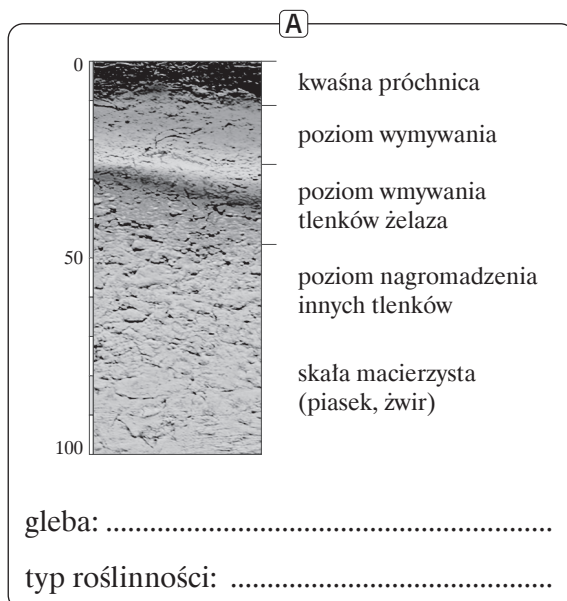 A
0
kwaśna próchnica
poziom wymywania
poziom wmywania
tlenków żelaza
50
poziom nagromadzenia
innych tlenków
skała macierzysta
(piasek, żwir)
100
gleba: ..............................................................
typ roślinności: .............................................